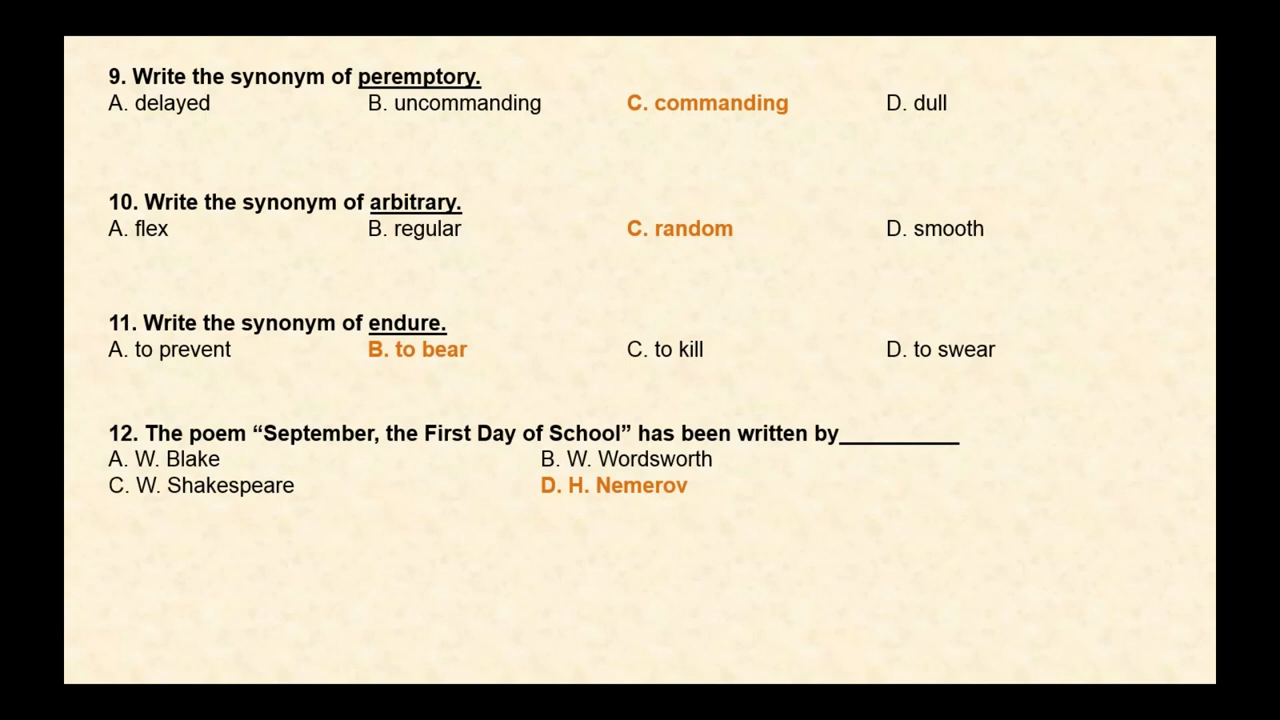 9. Write the synonym of peremptory.
A. delayed B. uncommanding C. commanding D. dull
10. Write the synonym of arbitrary.
A. flex B. regular C. random D. smooth
11. Write the synonym of endure.
A. to prevent B. to bear C. to kill D. to swear
12. The poem “September, the First Day of School” has been written by__________
A. W. Blake B. W. Wordsworth
C. W. Shakespeare D. H. Nemerov